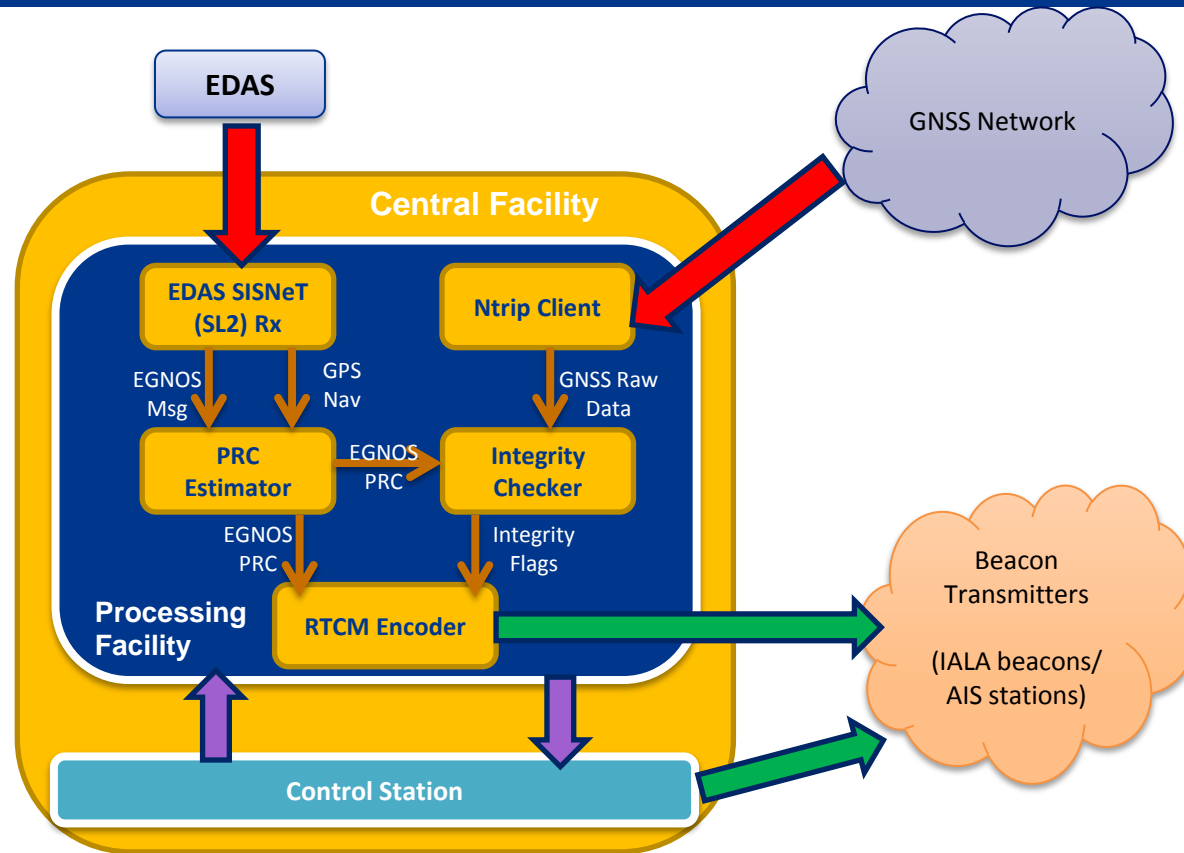 EDAS
GNSS Network
Central Facility
EDAS SISNeT
(SL2) Rx
Ntrip Client
EGNOS
Msg
GPS
Nav
GNSS Raw
Data
PRC
Estimator
EGNOS
PRC
Integrity
Checker
EGNOS
PRC
Integrity
Flags
Processing
Facility
RTCM Encoder
Beacon
Transmitters
(IALA beacons/
AIS stations)
Control Station